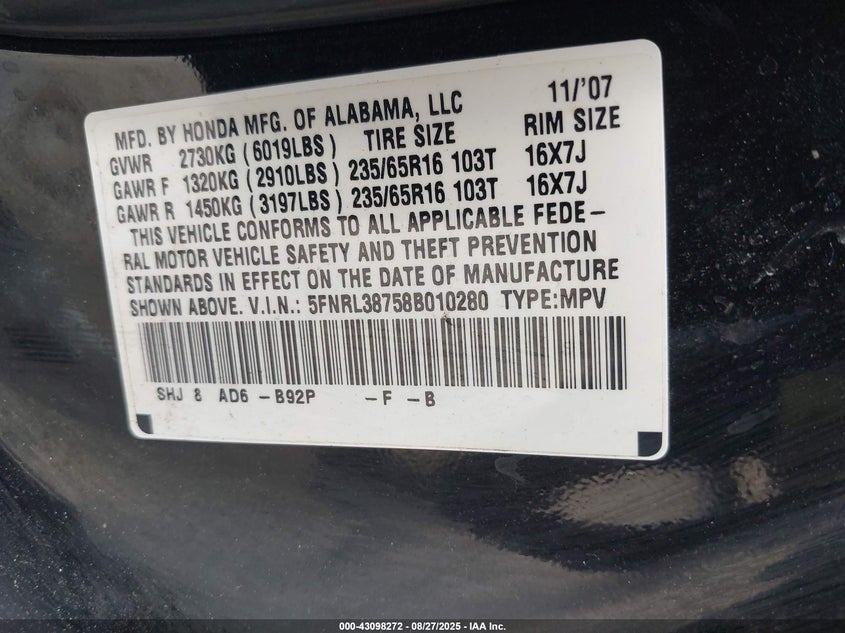 MFD. BY HONDA MFG. OF ALABAMA, LLC 11/'07
GVWR 2730KG (6019LBS) TIRE SIZE RIM SIZE
GAWR F 1320KG (2910LBS) 235/65R16 103T 16X7J
GAWR R 1450KG (3197LBS) 235/65R16 103T 16X7J
THIS VEHICLE CONFORMS TO ALL APPLICABLE FEDE-
RAL MOTOR VEHICLE SAFETY AND THEFT PREVENTION
STANDARDS IN EFFECT ON THE DATE OF MANUFACTURE
SHOWN ABOVE. V.I.N.: 5FNRL38758B010280 TYPE:MPV
SHJ 8 AD6 -B92P -F -B
000-43098272 | 08/27/2025 - IAA Inc.